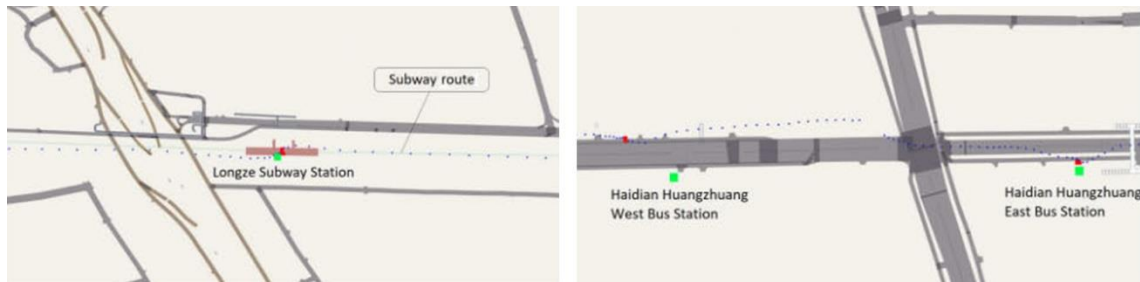 Subway route
Longze Subway Station
Haidian Huangzhuang
West Bus Station
Haidian Huangzhuang
East Bus Station